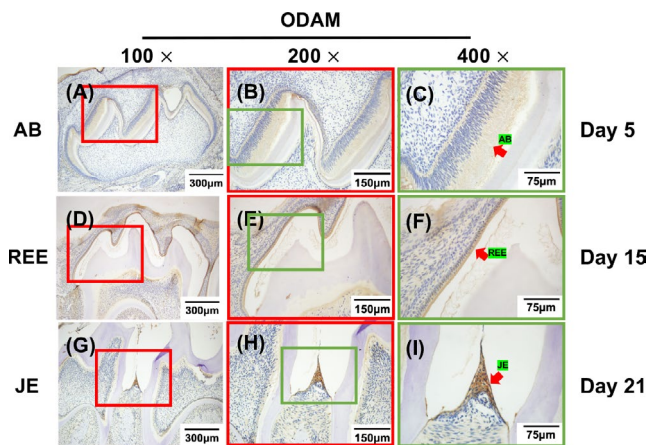 ODAM
100 × 200 × 400 ×
(A) (B) (C)
AB AB Day 5
300μm 150μm 75μm
(D) (E) (F)
REE REE Day 15
300μm 150μm 75μm
(G) (H) (I)
JE JE Day 21
300μm 150μm 75μm